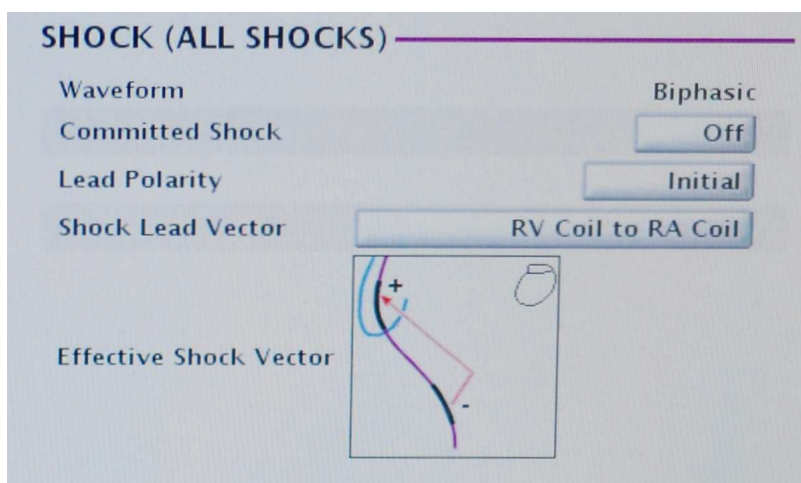 SHOCK (ALL SHOCKS)
Waveform Biphasic
Committed Shock Off
Lead Polarity Initial
Shock Lead Vector RV Coil to RA Coil
+
Effective Shock Vector
-